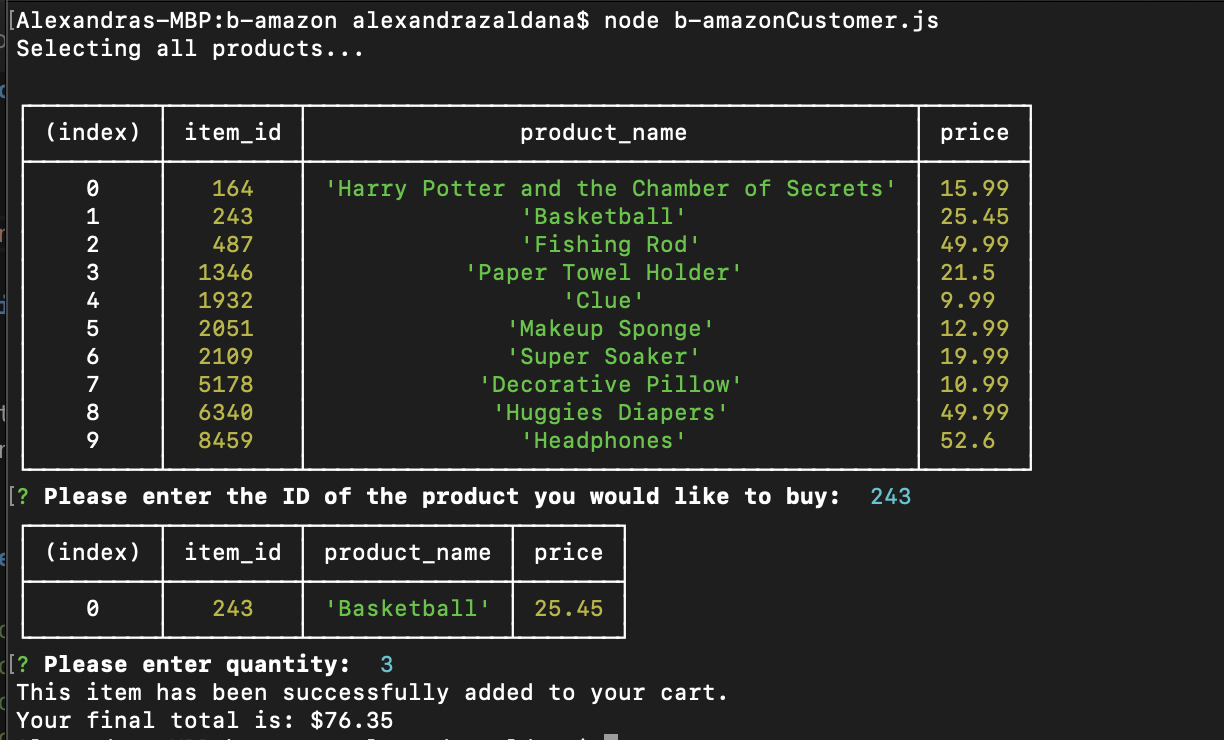 [Alexandras-MBP:b-amazon alexandrazaldana$ node b-amazonCustomer.js
Selecting all products...
(index) item_id product_name price
0 164 'Harry Potter and the Chamber of Secrets' 15.99
1 243 'Basketball' 25.45
2 487 'Fishing Rod' 49.99
3 1346 'Paper Towel Holder' 21.5
4 1932 'Clue' 9.99
5 2051 'Makeup Sponge' 12.99
6 2109 'Super Soaker' 19.99
7 5178 'Decorative Pillow' 10.99
8 6340 'Huggies Diapers' 49.99
9 8459 'Headphones' 52.6
[? Please enter the ID of the product you would like to buy: 243
(index) item_id product_name price
0 243 'Basketball' 25.45
[? Please enter quantity: 3
This item has been successfully added to your cart.
Your final total is: $76.35